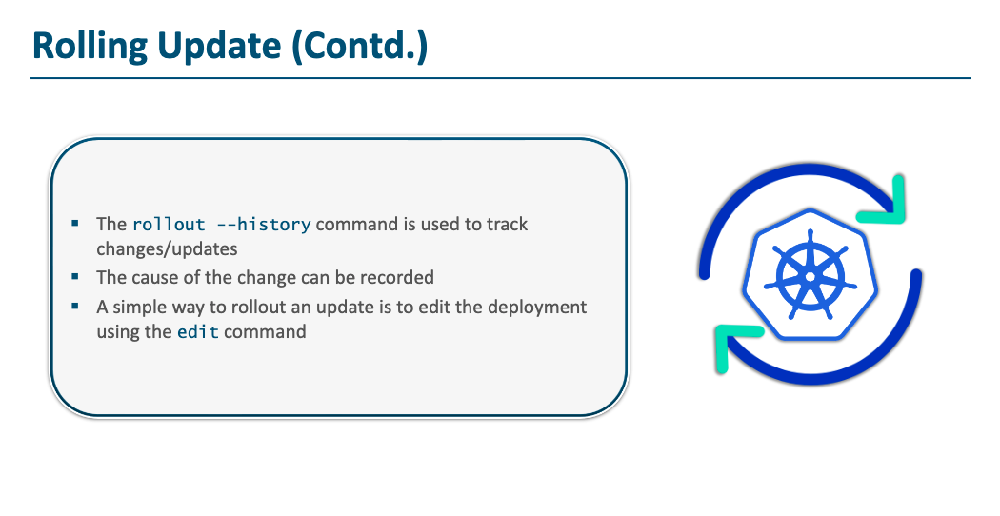 Rolling Update (Contd.)
▪ The rollout --history command is used to track
changes/updates
▪ The cause of the change can be recorded
▪ A simple way to rollout an update is to edit the deployment
using the edit command